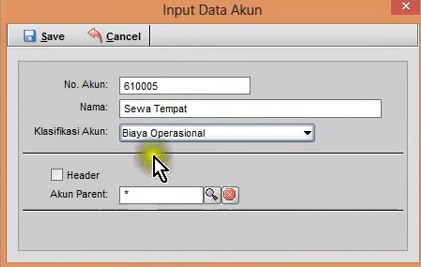 Input Data Akun
Save Cancel
No. Akun: 610005
Nama: Sewa Tempat
Klasifikasi Akun: Biaya Operasional
Header
Akun Parent: *